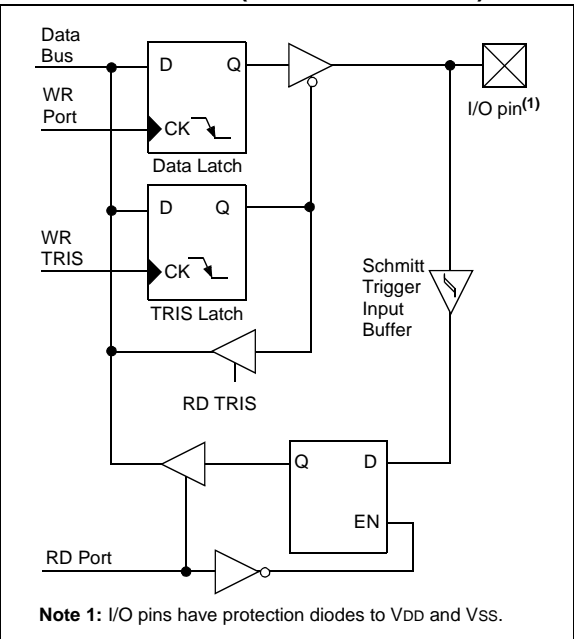 Data
Bus
D
Q
WR
Port
CK
I/O pin(1)
Data Latch
D
Q
WR
TRIS
CK
TRIS Latch
Schmitt
Trigger
Input
Buffer
RD TRIS
Q
D
EN
RD Port
Note 1: I/O pins have protection diodes to VDD and VSS.